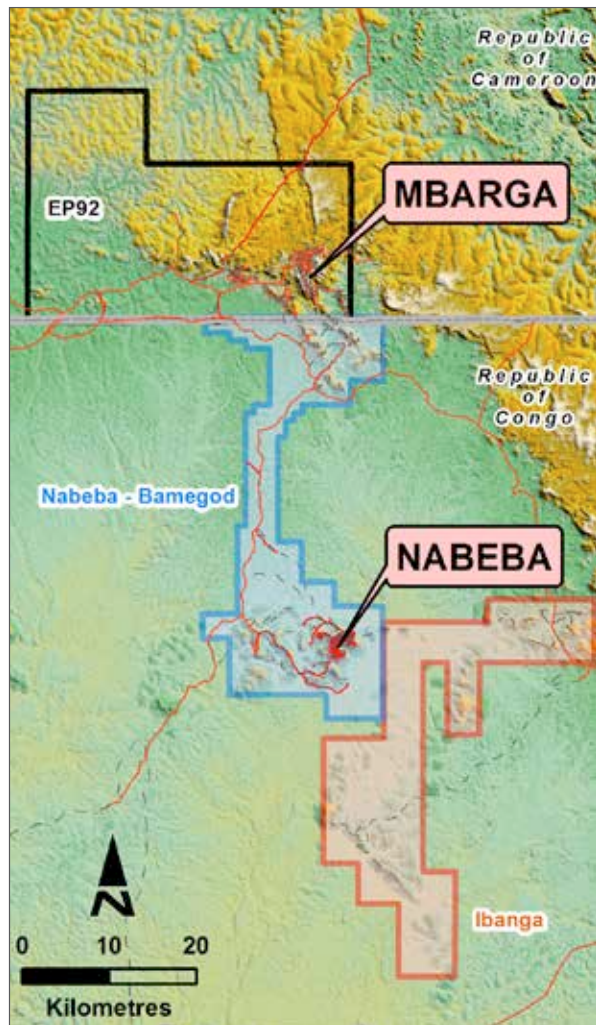 Republic
of
Cameroon
MBARGA
EP92
Republic
of
Congo
Nabeba - Bamegod
NABEBA
N
Ibanga
0 10 20
Kilometres